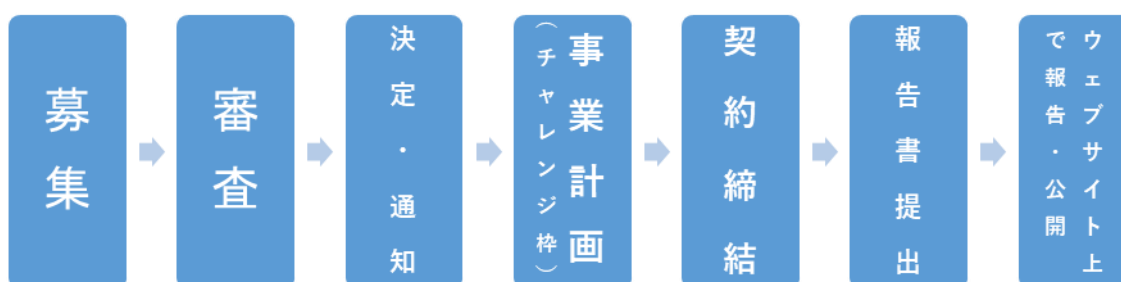 募集
審査
決定・通知
事業計画
（チャレンジ枠）
契約締結
報告書提出
ウェブサイト上
で報告・公開